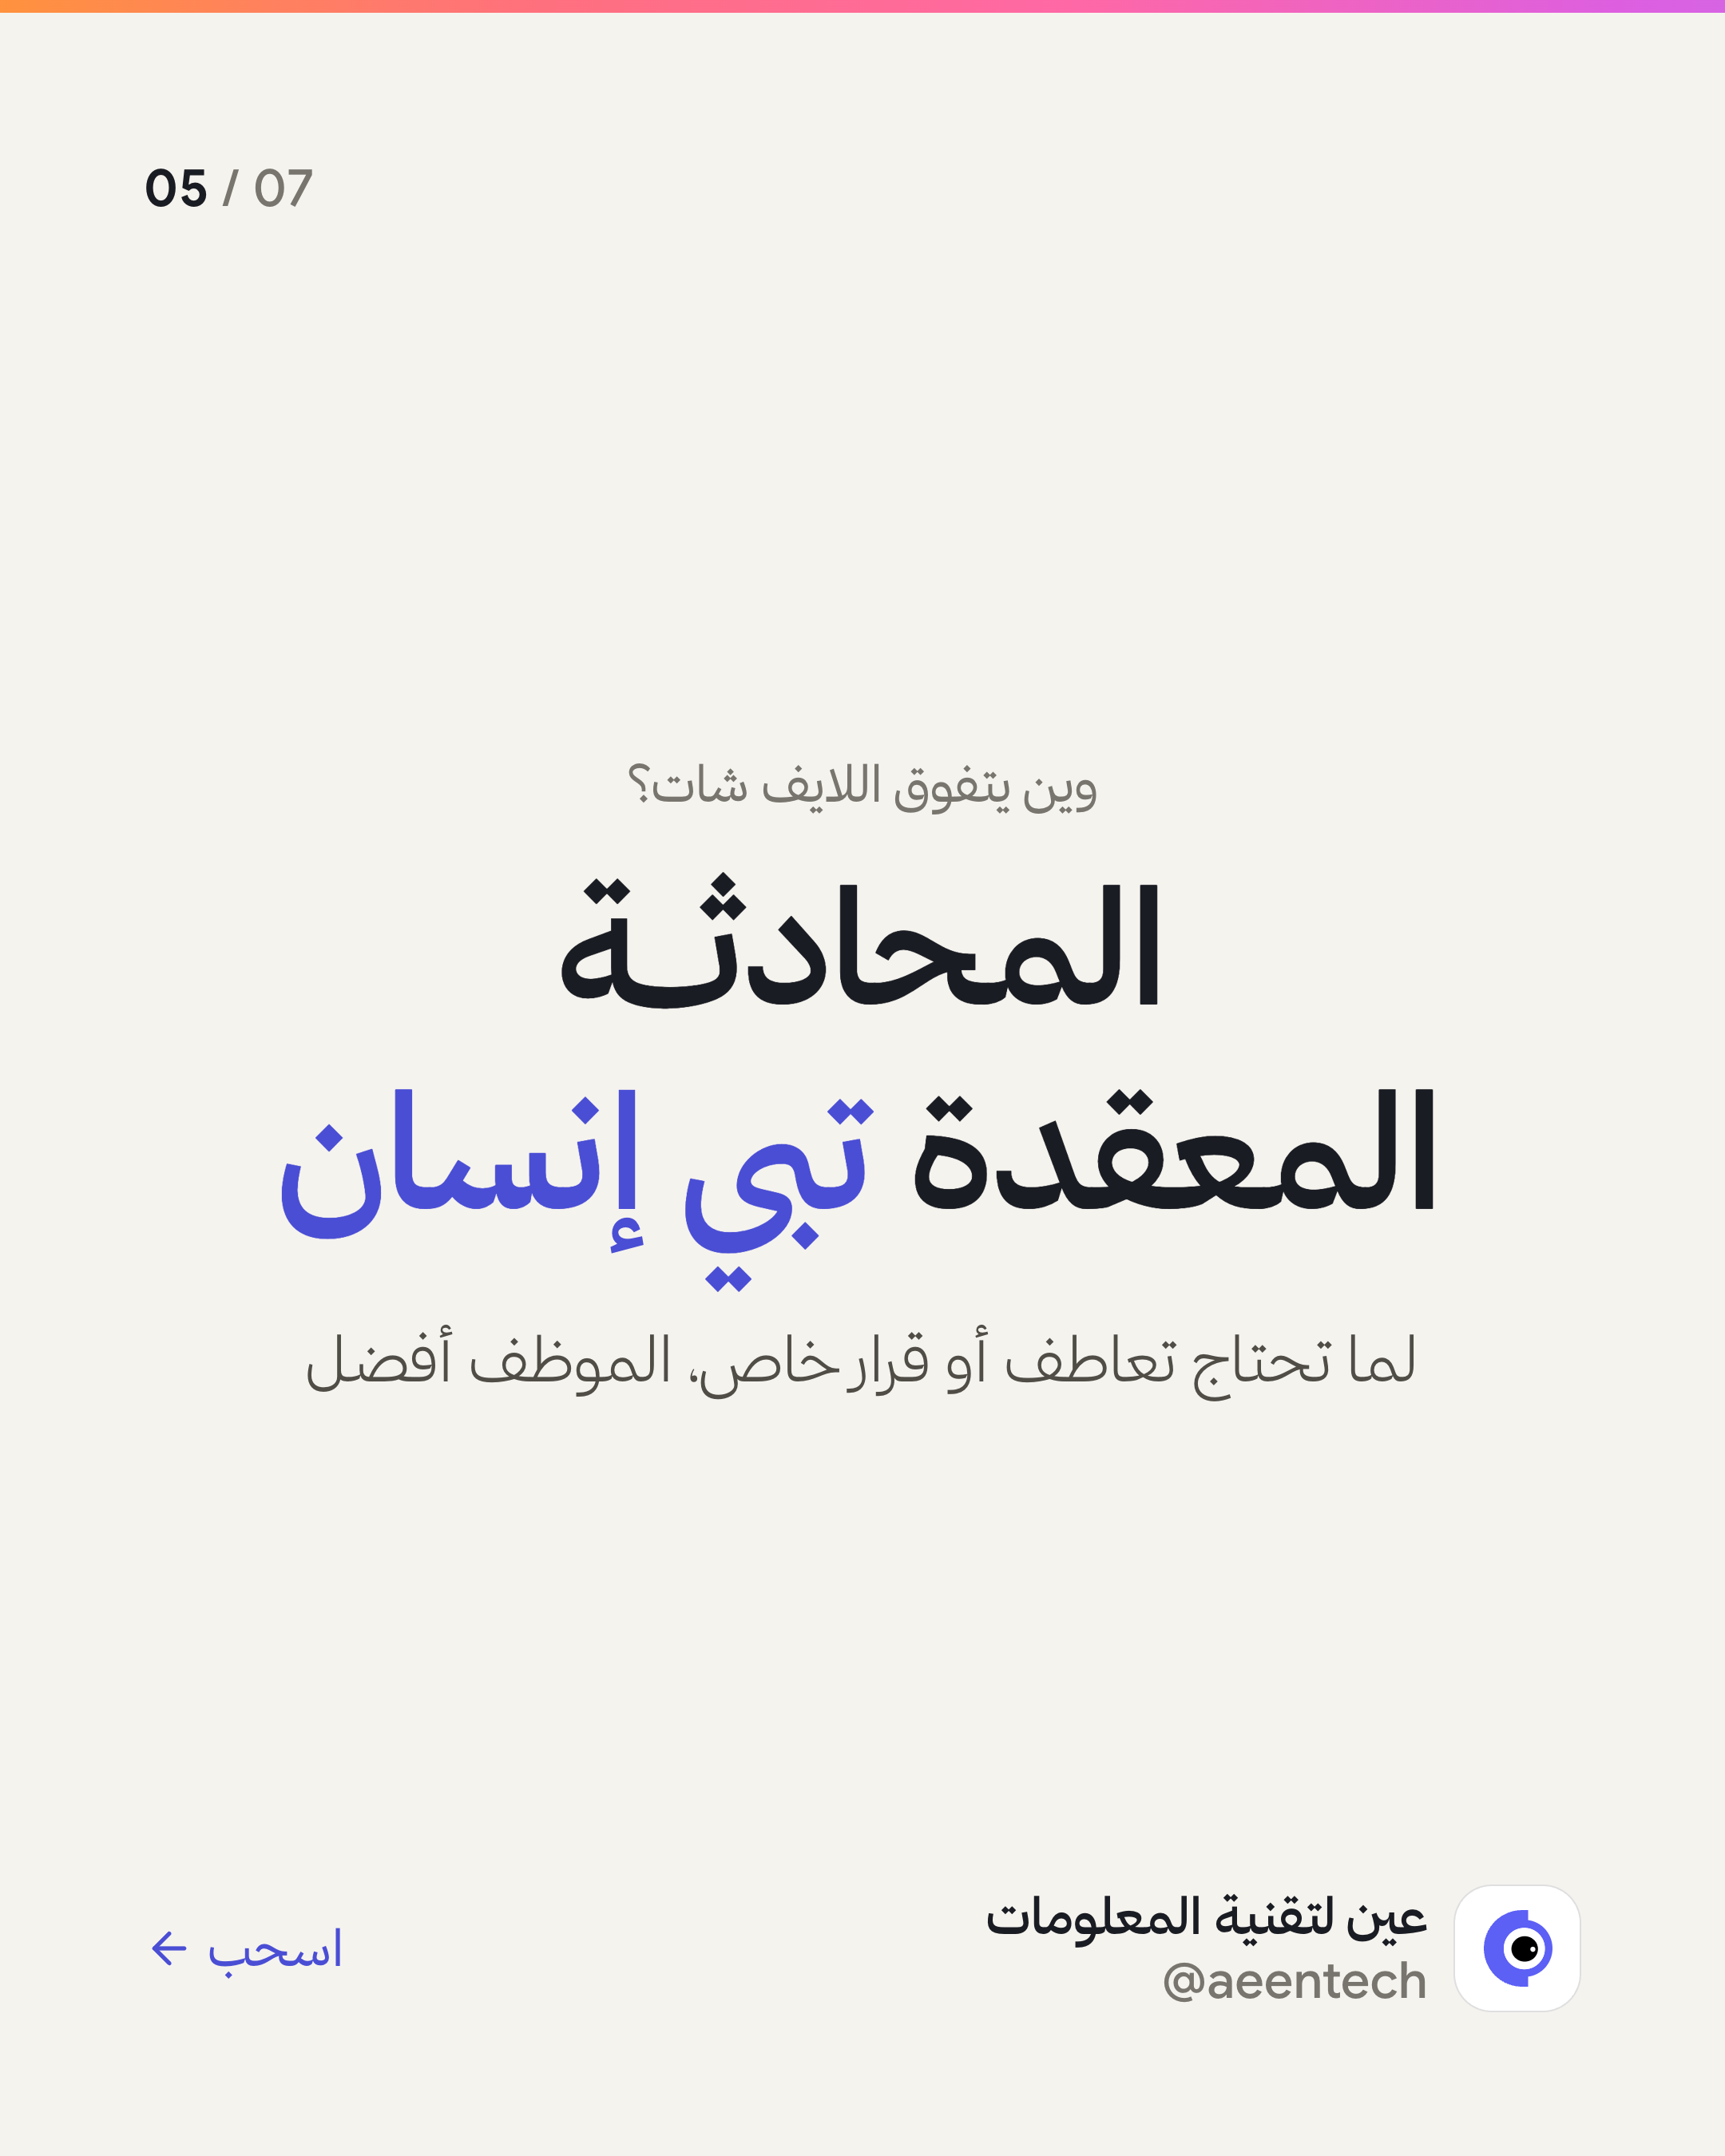 05 / 07
وين يتفوق اللايف شات؟
المحادثة
المعقدة تبي إنسان
لما تحتاج تعاطف أو قرار خاص، الموظف أفضل
عين لتقنية المعلومات
@aeentech
اسحب ←